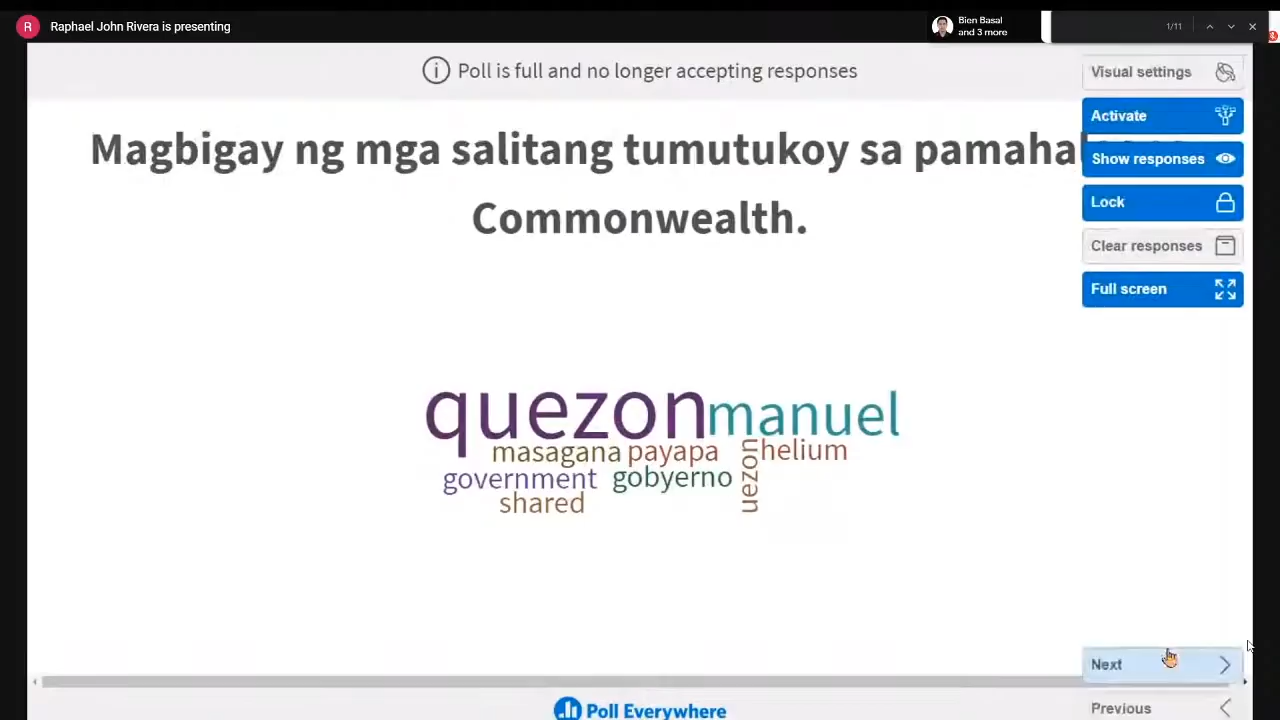 R Raphael John Rivera is presenting
Bien Basal
and 3 more
1/11
Poll is full and no longer accepting responses
Visual settings
Activate
Magbigay ng mga salitang tumutukoy sa
Show responses
Commonwealth.
Lock
Clear responses
Full screen
quezon manuel
masagana payapa helium
government gobyerno uezon
shared
Next
Poll Everywhere
Previous